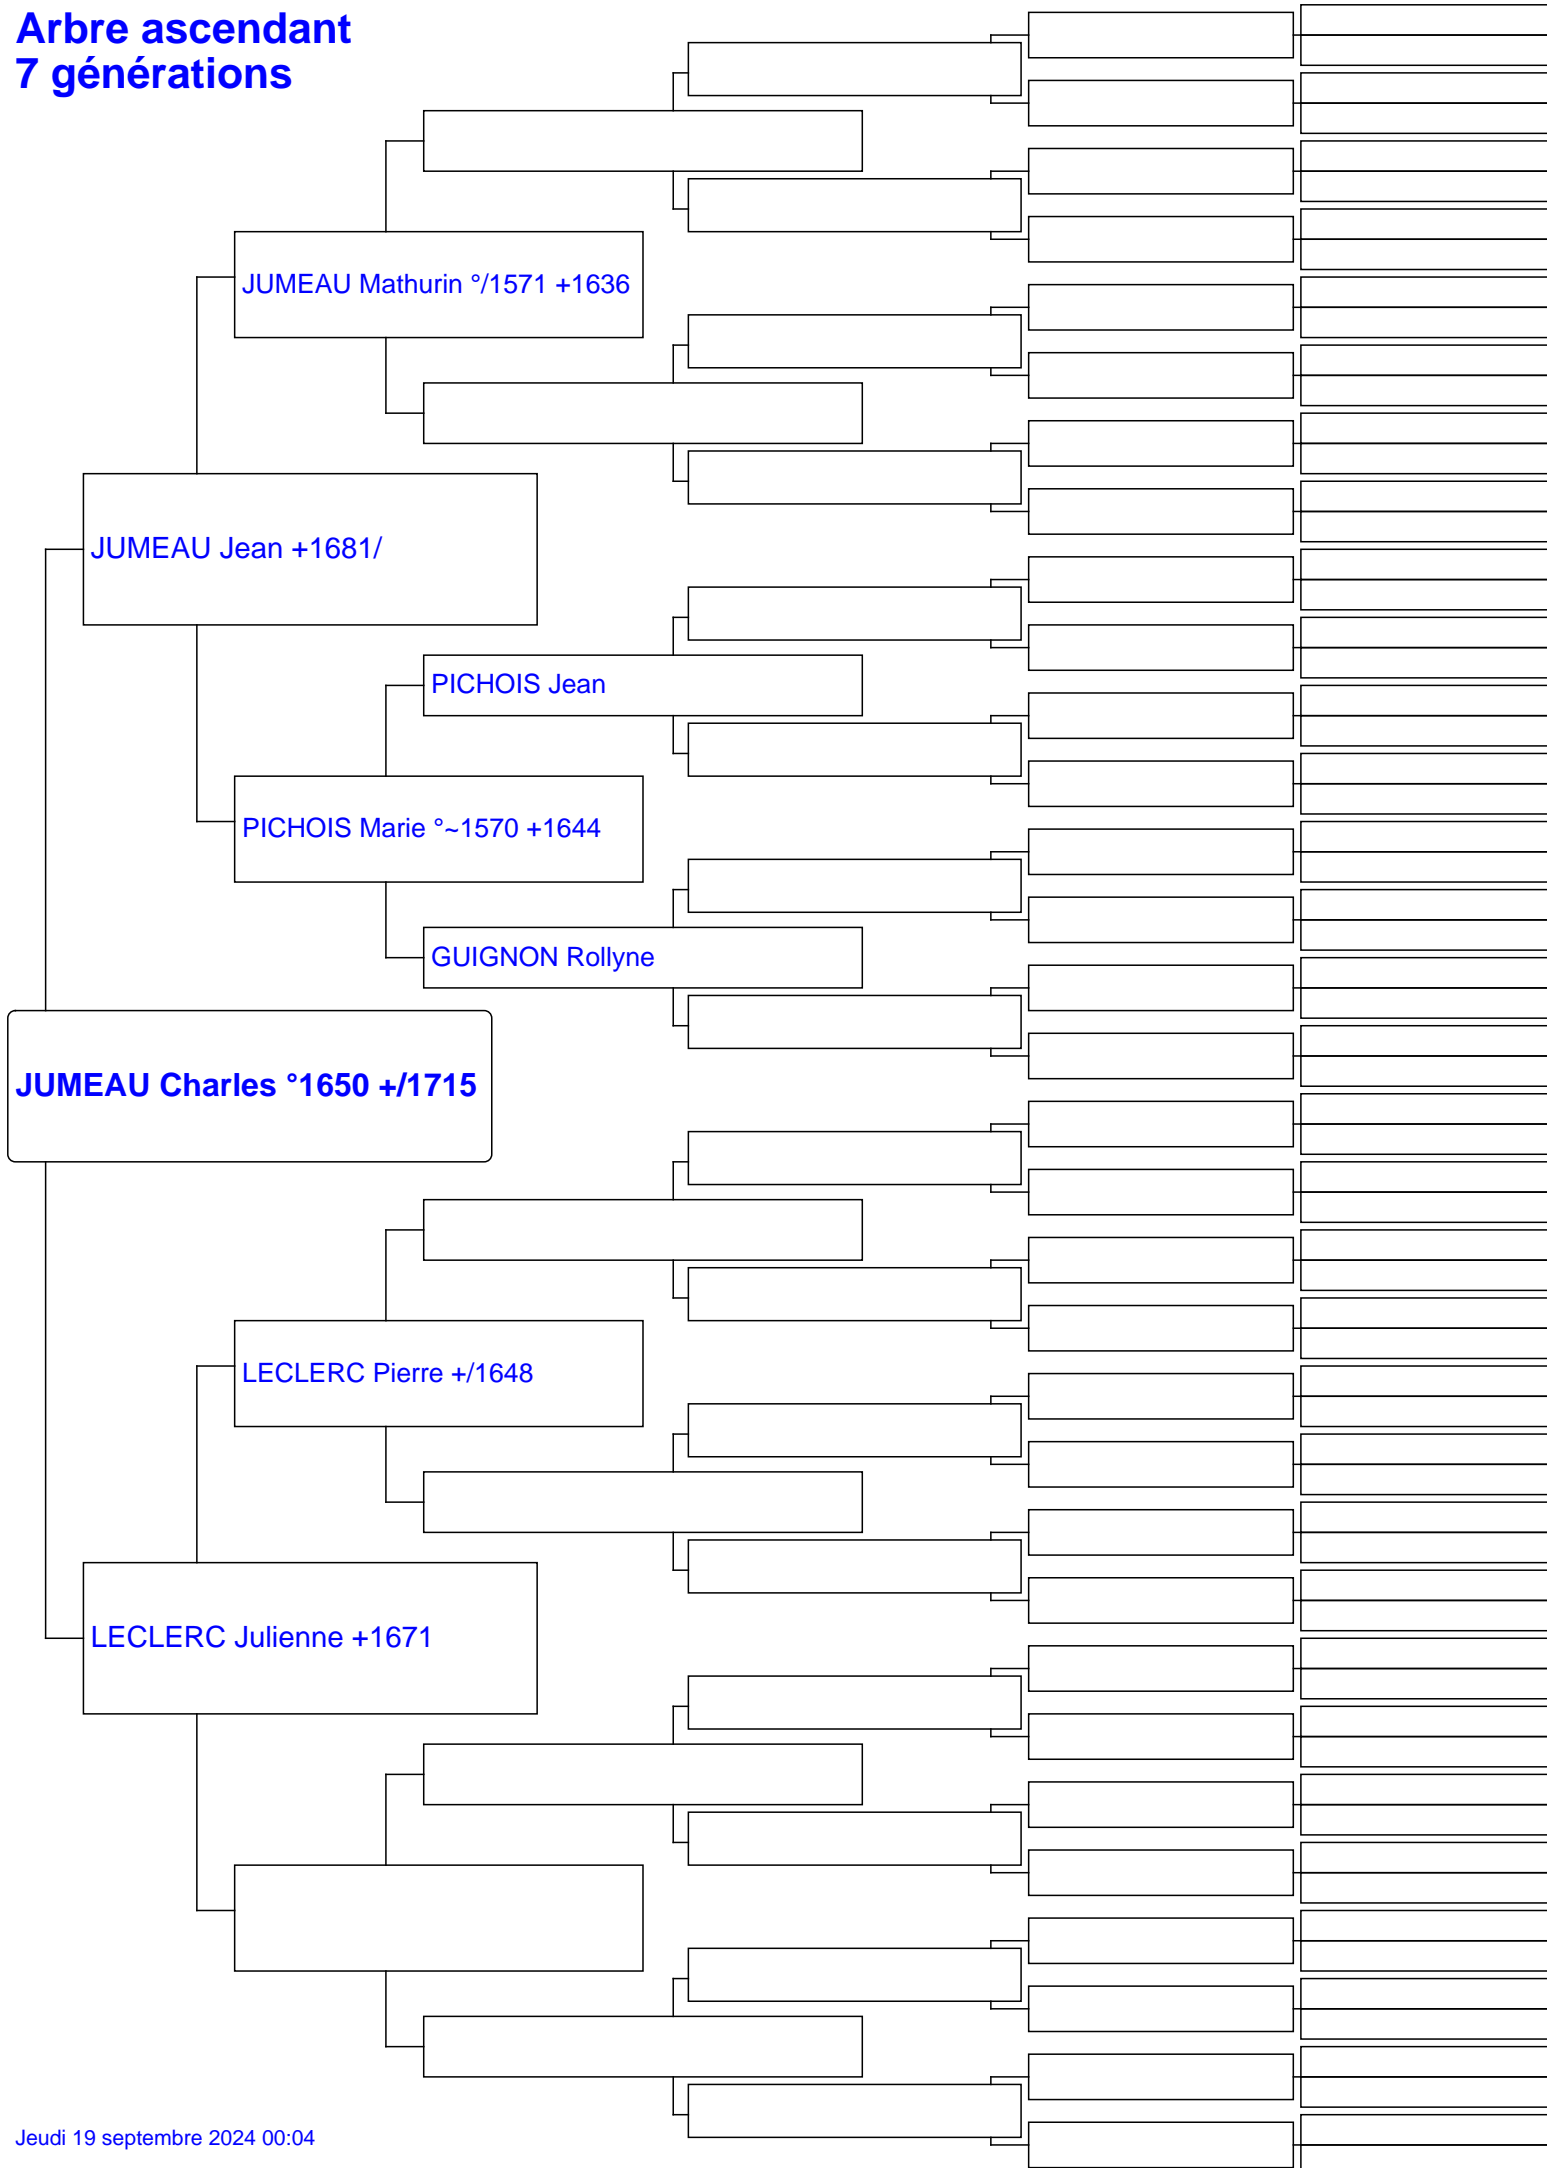 Arbre ascendant
7 générations
JUMEAU Mathurin °/1571 +1636
JUMEAU Jean +1681/
PICHOIS Jean
PICHOIS Marie °~1570 +1644
GUIGNON Rollyne
JUMEAU Charles °1650 +/1715
LECLERC Pierre +/1648
LECLERC Julienne +1671
Jeudi 19 septembre 2024 00:04